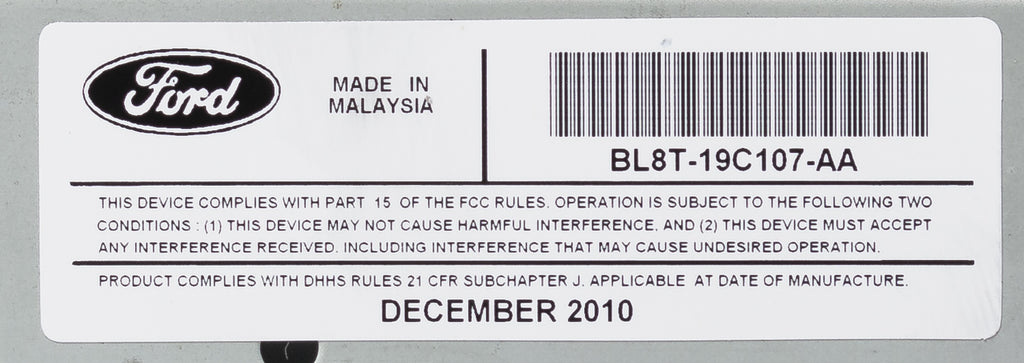 Ford
MADE IN
MALAYSIA
BL8T-19C107-AA
THIS DEVICE COMPLIES WITH PART 15 OF THE FCC RULES. OPERATION IS SUBJECT TO THE FOLLOWING TWO
CONDITIONS : (1) THIS DEVICE MAY NOT CAUSE HARMFUL INTERFERENCE, AND (2) THIS DEVICE MUST ACCEPT
ANY INTERFERENCE RECEIVED. INCLUDING INTERFERENCE THAT MAY CAUSE UNDESIRED OPERATION.
PRODUCT COMPLIES WITH DHHS RULES 21 CFR SUBCHAPTER J. APPLICABLE AT DATE OF MANUFACTURE.
DECEMBER 2010